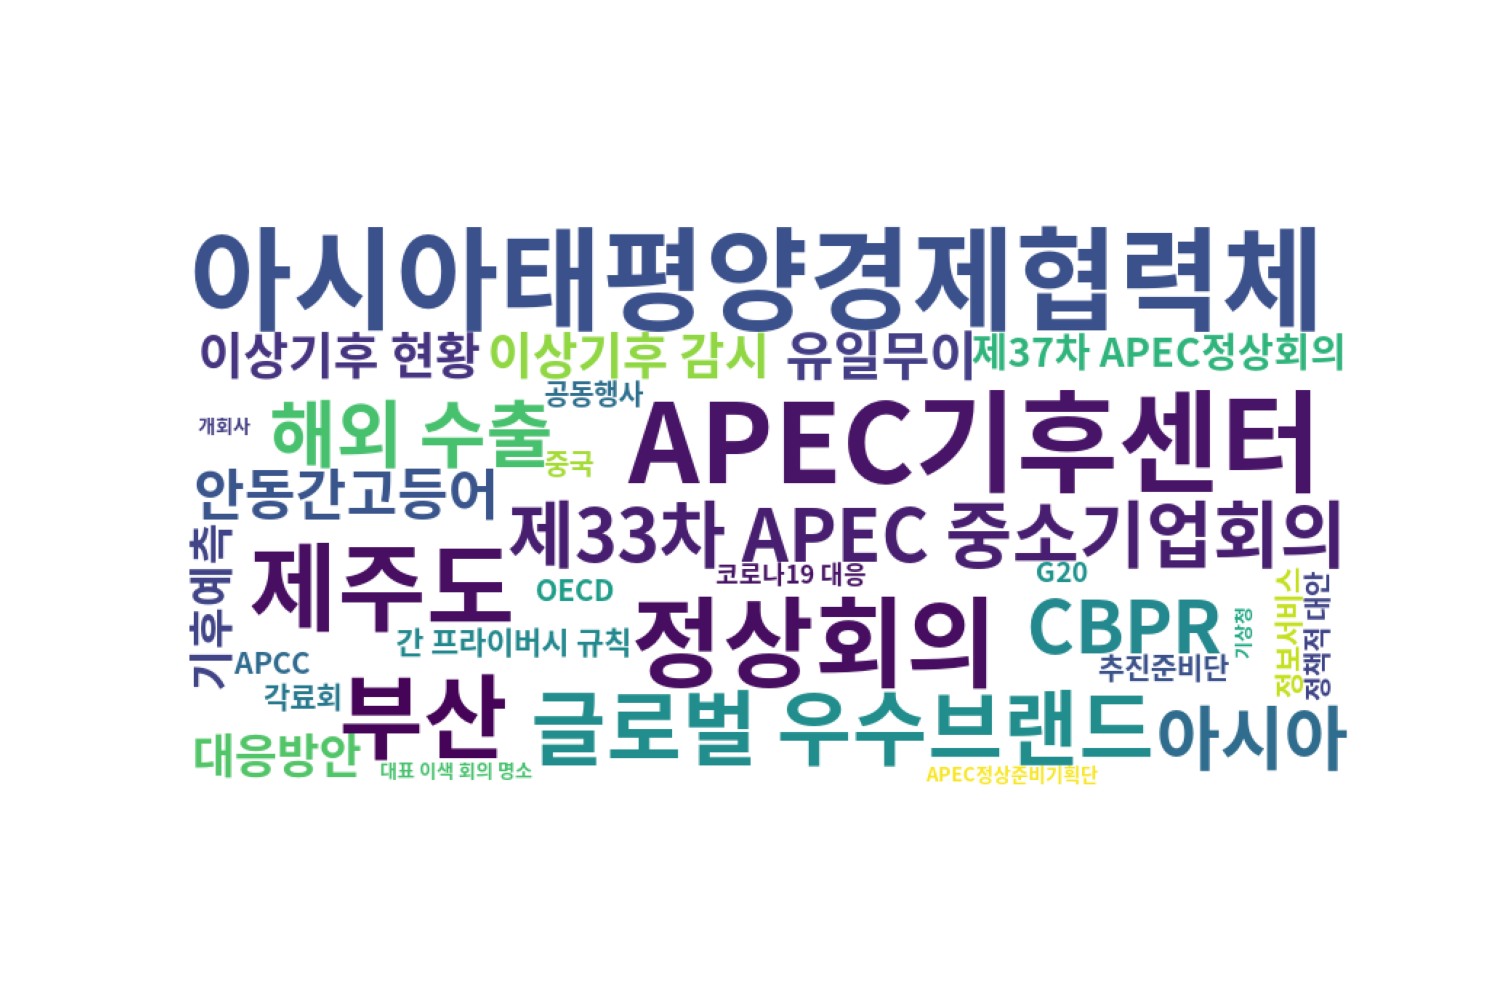 아시아태평양경제협력체
이상기후 현황
이상기후 감시
유일무이
제37차 APEC정상회의
공동행사
개회사
해외 수출
APEC기후센터
중국
안동간고등어
제33차 APEC 중소기업회의
기후예측
제주도
OECD
코로나19 대응
G20
정보서비스
정책적 대안
간 프라이버시 규칙
정상회의
CBPR
기상청
APCC
추진준비단
각료회
부산
글로벌 우수브랜드
아시아
대응방안
대표 이색 회의 명소
APEC정상준비기획단